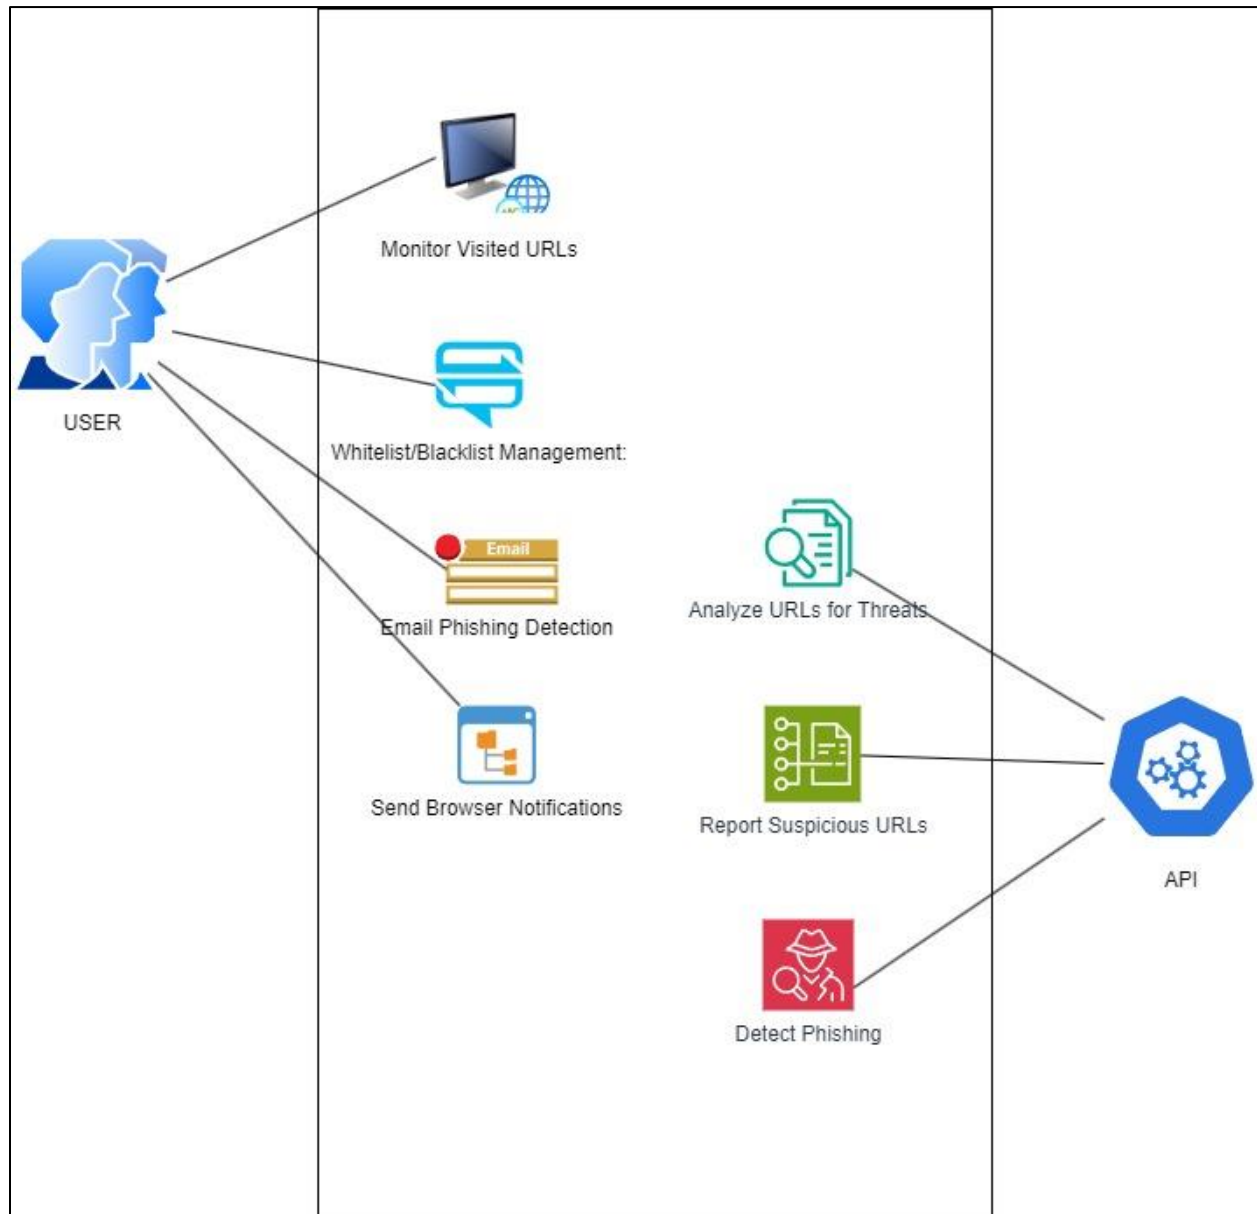 Monitor Visited URLs
USER
Whitelist/Blacklist Management:
Email
Email Phishing Detection
Analyze URLs for Threats
Send Browser Notifications
Report Suspicious URLs
API
Detect Phishing